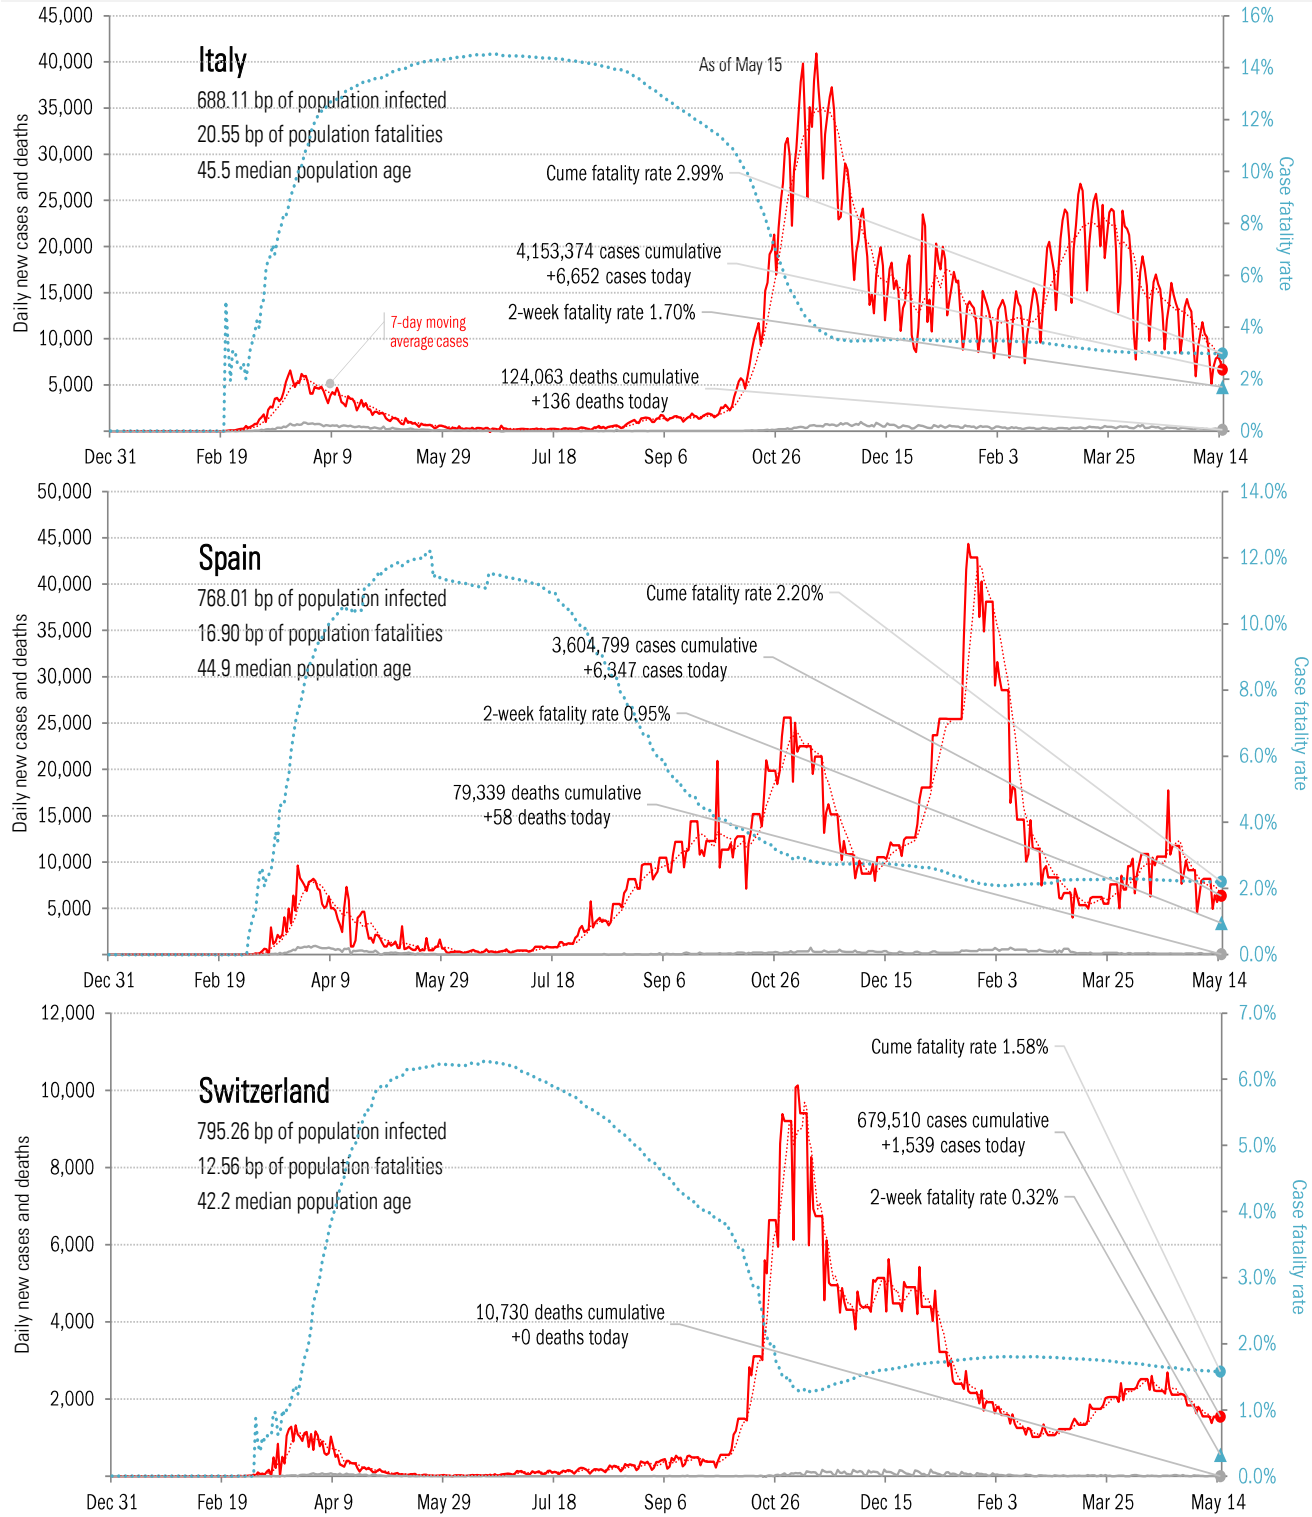 45,000
40,000
35,000
30,000
25,000
20,000
15,000
10,000
5,000
Daily new cases and deaths
16%
14%
12%
10%
8%
6%
4%
2%
0%
Case fatality rate
Italy
688.11 bp of population infected
20.55 bp of population fatalities
45.5 median population age
As of May 15
Cume fatality rate 2.99%
4,153,374 cases cumulative
+6,652 cases today
2-week fatality rate 1.70%
7-day moving
average cases
124,063 deaths cumulative
+136 deaths today
Dec 31 Feb 19 Apr 9 May 29 Jul 18 Sep 6 Oct 26 Dec 15 Feb 3 Mar 25 May 14
50,000
45,000
40,000
35,000
30,000
25,000
20,000
15,000
10,000
5,000
Daily new cases and deaths
14.0%
12.0%
10.0%
8.0%
6.0%
4.0%
2.0%
0.0%
Case fatality rate
Spain
768.01 bp of population infected
16.90 bp of population fatalities
44.9 median population age
Cume fatality rate 2.20%
3,604,799 cases cumulative
+6,347 cases today
2-week fatality rate 0.95%
79,339 deaths cumulative
+58 deaths today
Dec 31 Feb 19 Apr 9 May 29 Jul 18 Sep 6 Oct 26 Dec 15 Feb 3 Mar 25 May 14
12,000
10,000
8,000
6,000
4,000
2,000
Daily new cases and deaths
7.0%
6.0%
5.0%
4.0%
3.0%
2.0%
1.0%
0.0%
Case fatality rate
Switzerland
795.26 bp of population infected
12.56 bp of population fatalities
42.2 median population age
Cume fatality rate 1.58%
679,510 cases cumulative
+1,539 cases today
2-week fatality rate 0.32%
10,730 deaths cumulative
+0 deaths today
Dec 31 Feb 19 Apr 9 May 29 Jul 18 Sep 6 Oct 26 Dec 15 Feb 3 Mar 25 May 14